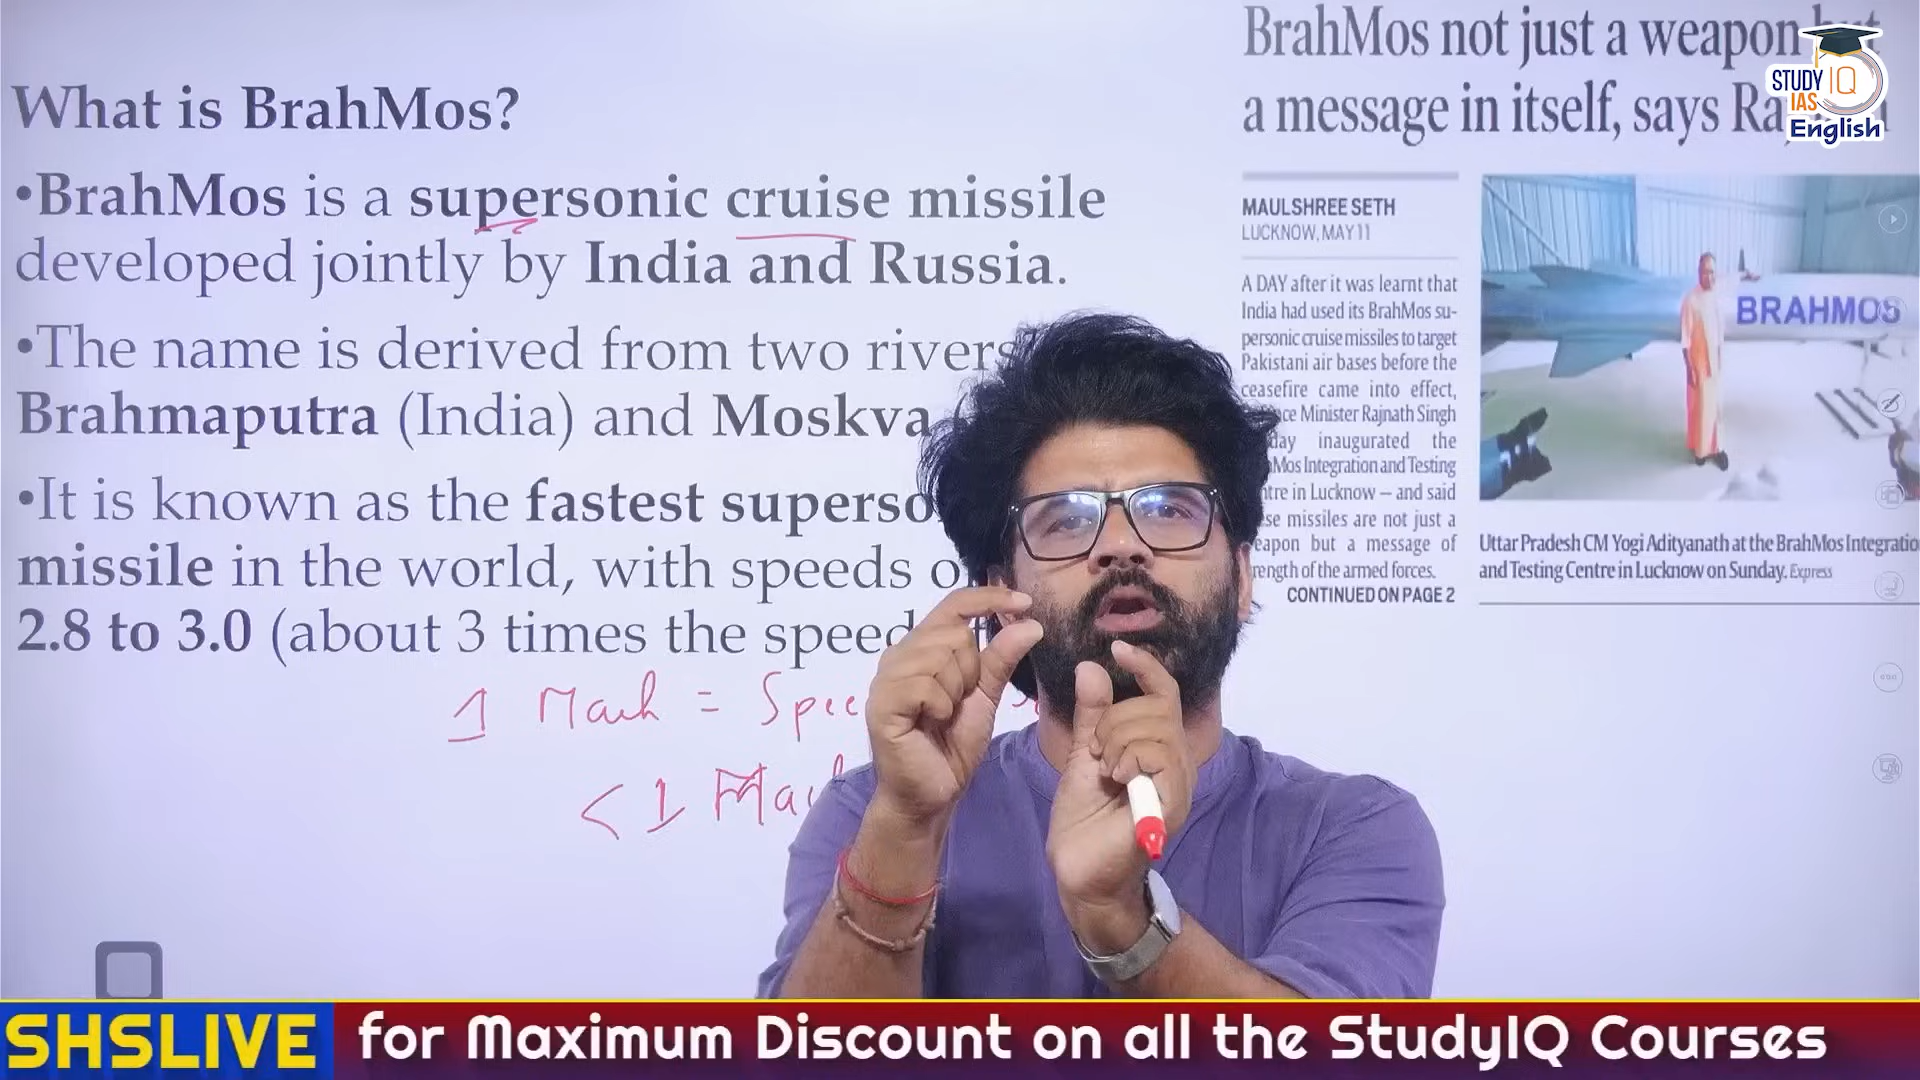 What is BrahMos?
•BrahMos is a supersonic cruise missile
developed jointly by India and Russia.
•The name is derived from two rivers
Brahmaputra (India) and Moskva
•It is known as the fastest
missile in the world, with speeds
2.8 to 3.0 (about 3 times the speed
1 Mach =
< 1
BrahMos not just a weapon but
a message in itself, says
MAULSHREE SETH
LUCKNOW, MAY 11
A DAY after it was learnt that
India had used its BrahMos su-
personic cruise missiles to target
Pakistani air bases before the
ceasefire came into effect,
Minister Rajnath Singh
inaugurated the
Integration and Testing
in Lucknow — and said
missiles are not just a
but a message of
of the armed forces.
CONTINUED ON PAGE 2
BRAHMOS
Uttar Pradesh CM Yogi Adityanath at the BrahMos
and Testing Centre in Lucknow on Sunday. Express
STUDY IQ
IAS
English
SHSLIVE for Maximum Discount on all the StudyIQ Courses